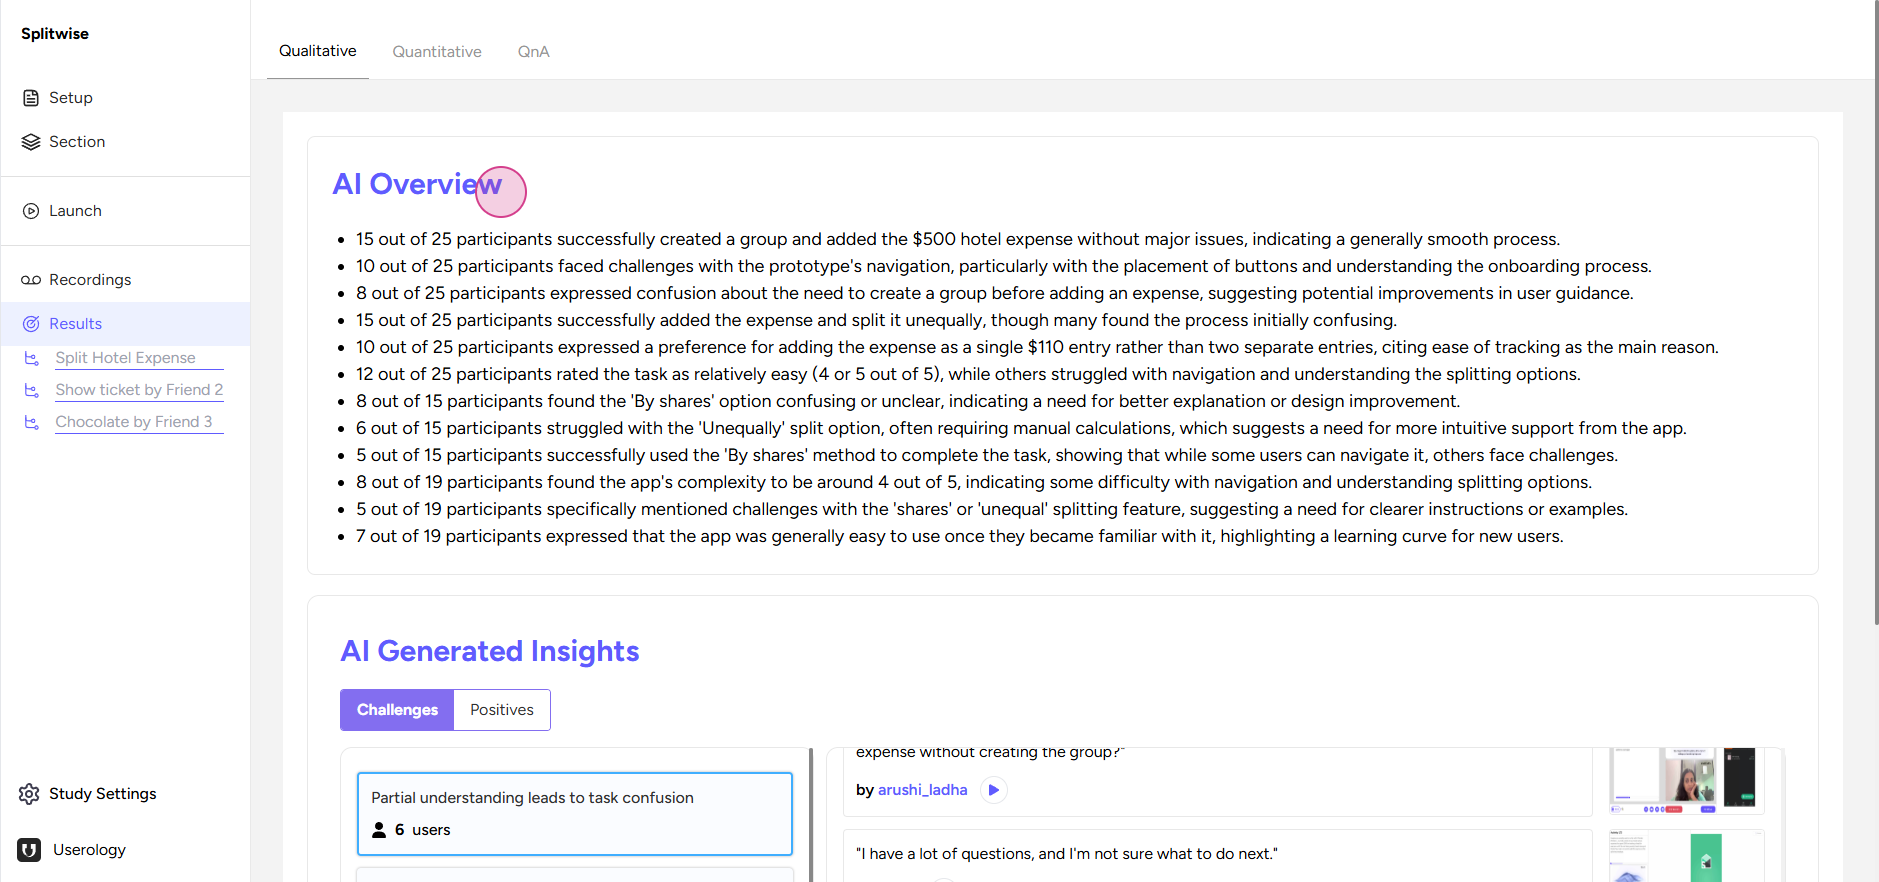 Splitwise
Setup
Section
Launch
Recordings
Results
Split Hotel Expense
Show ticket by Friend 2
Chocolate by Friend 3
Study Settings
Userology
Qualitative
Quantitative
QnA
AI Overview
15 out of 25 participants successfully created a group and added the $500 hotel expense without major issues, indicating a generally smooth process.
10 out of 25 participants faced challenges with the prototype's navigation, particularly with the placement of buttons and understanding the onboarding process.
8 out of 25 participants expressed confusion about the need to create a group before adding an expense, suggesting potential improvements in user guidance.
15 out of 25 participants successfully added the expense and split it unequally, though many found the process initially confusing.
10 out of 25 participants expressed a preference for adding the expense as a single $110 entry rather than two separate entries, citing ease of tracking as the main reason.
12 out of 25 participants rated the task as relatively easy (4 or 5 out of 5), while others struggled with navigation and understanding the splitting options.
8 out of 15 participants found the 'By shares' option confusing or unclear, indicating a need for better explanation or design improvement.
6 out of 15 participants struggled with the 'Unequally' split option, often requiring manual calculations, which suggests a need for more intuitive support from the app.
5 out of 15 participants successfully used the 'By shares' method to complete the task, showing that while some users can navigate it, others face challenges.
8 out of 19 participants found the app's complexity to be around 4 out of 5, indicating some difficulty with navigation and understanding splitting options.
5 out of 19 participants specifically mentioned challenges with the 'shares' or 'unequal' splitting feature, suggesting a need for clearer instructions or examples.
7 out of 19 participants expressed that the app was generally easy to use once they became familiar with it, highlighting a learning curve for new users.
AI Generated Insights
Challenges
Positives
Partial understanding leads to task confusion
6 users
expense without creating the group?"
by arushi_ladha
"I have a lot of questions, and I'm not sure what to do next."